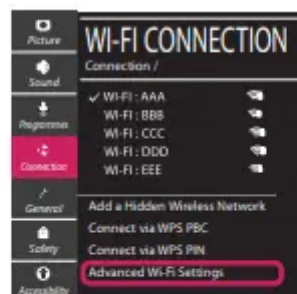 Picture
WI-FI CONNECTION
Connection /
Sound
✓ WI-FI : AAA
WI-FI : BBB
Programmes
WI-FI : CCC
WI-FI : DDD
Connection
WI-FI : EEE
General
Add a Hidden Wireless Network
Connect via WPS PBC
Safety
Connect via WPS PIN
Advanced Wi-Fi Settings
Accessibility